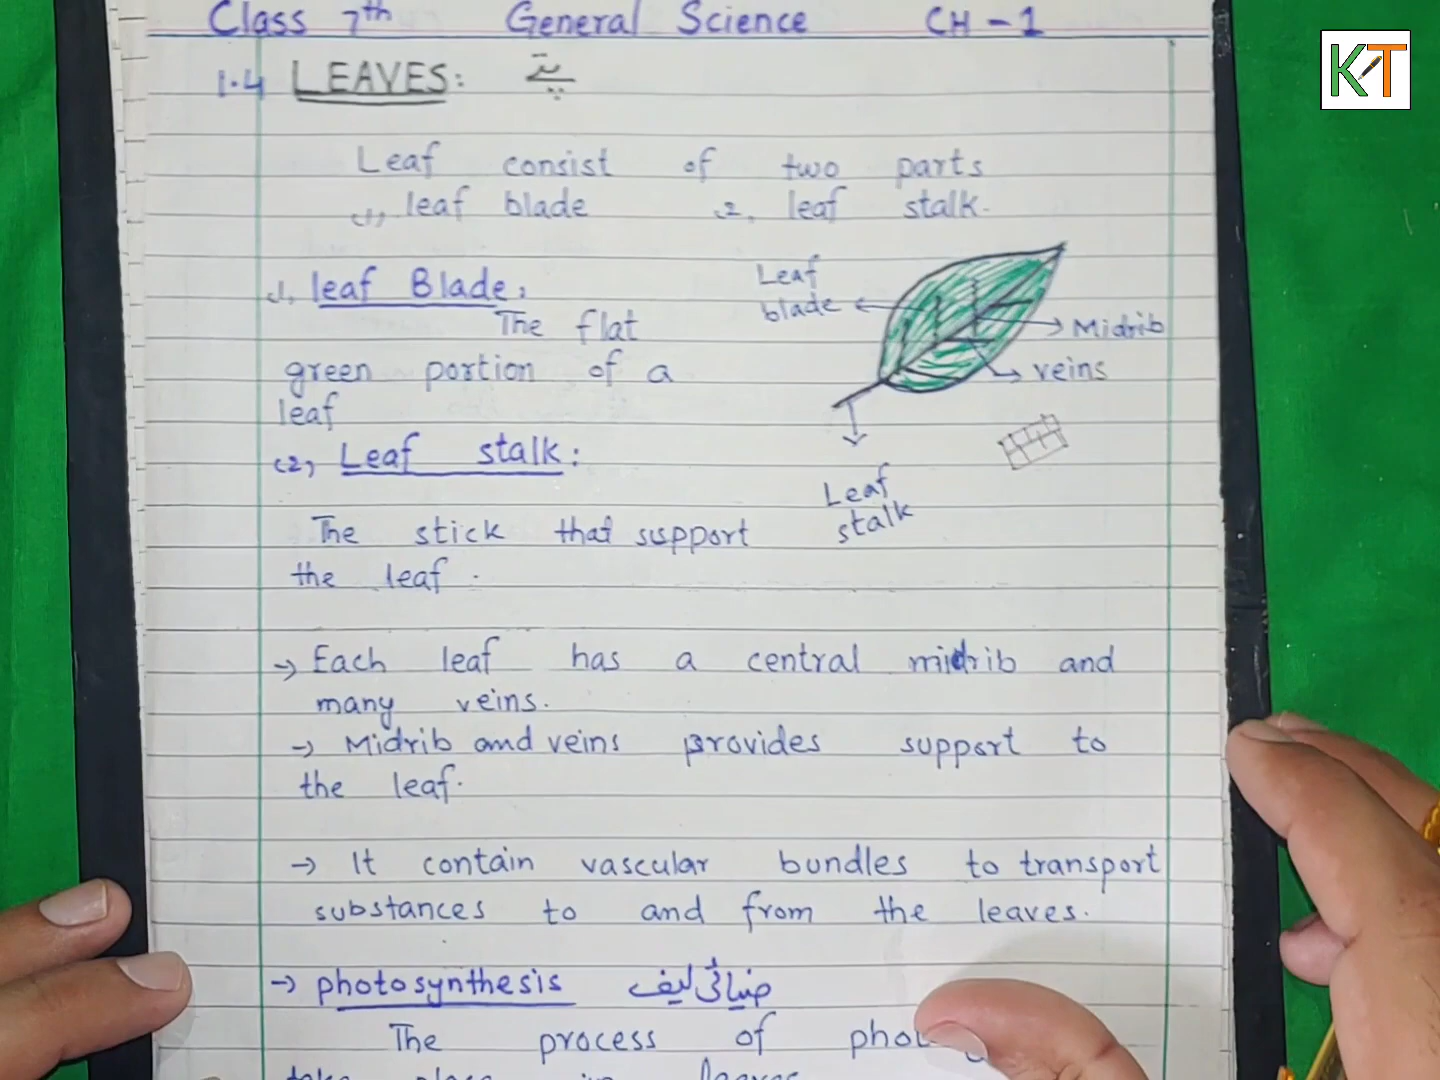 Class 7th General Science CH-1
KT
1.4 LEAVES: پتے
Leaf consist of two parts
(1) leaf blade (2) leaf stalk.
(1) leaf Blade:
The flat
green portion of a
leaf
Leaf
blade
Midrib
veins
Leaf
stalk
(2) Leaf stalk:
The stick that support
the leaf.
→ Each leaf has a central midrib and
many veins.
→ Midrib and veins provides support to
the leaf.
→ It contain vascular bundles to transport
substances to and from the leaves.
→ photosynthesis ضیائی تالیف
The process of